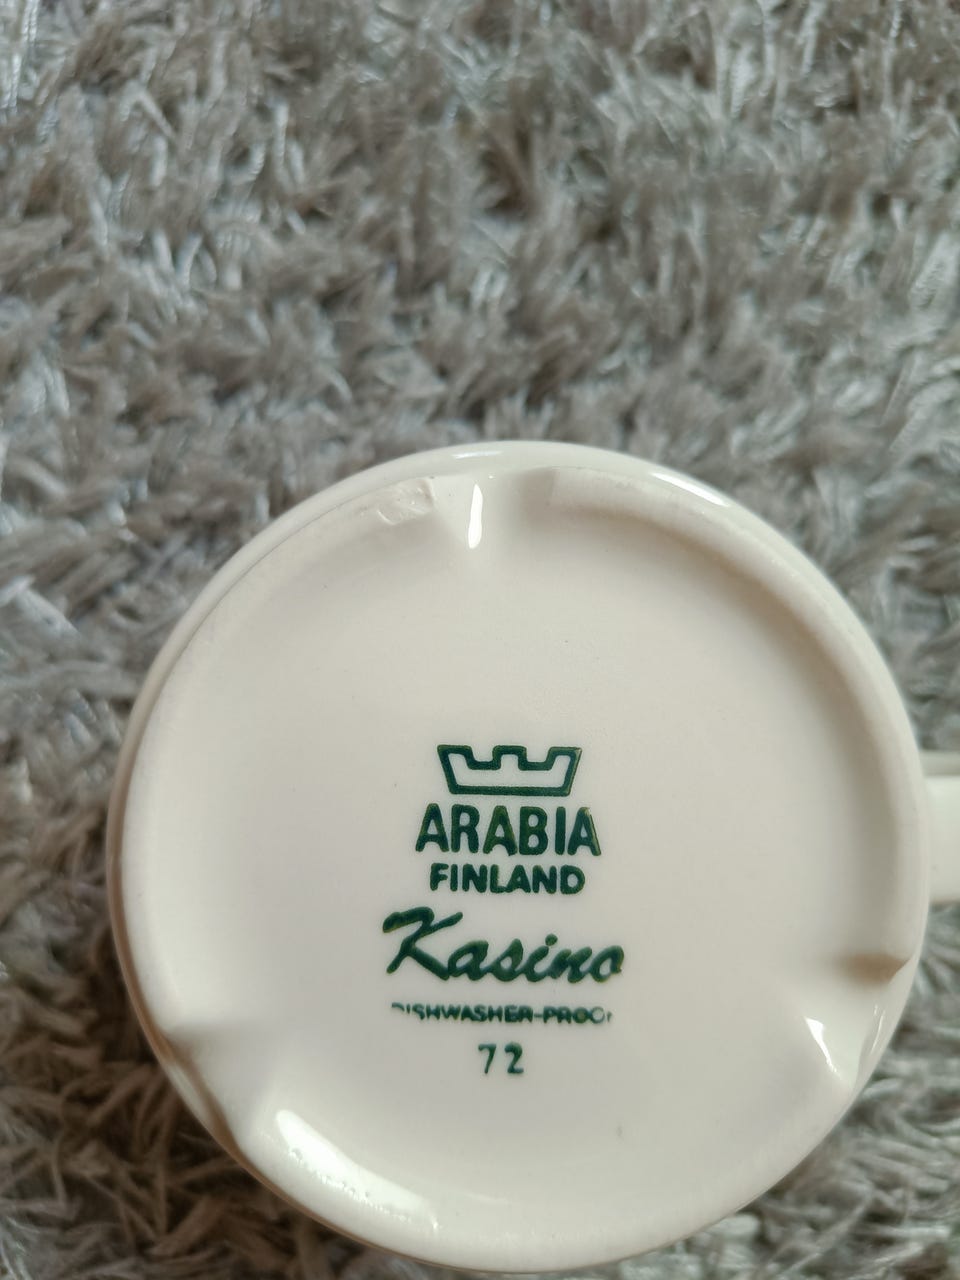 ARABIA
FINLAND
Kasino
DISHWASHER-PROOF
72